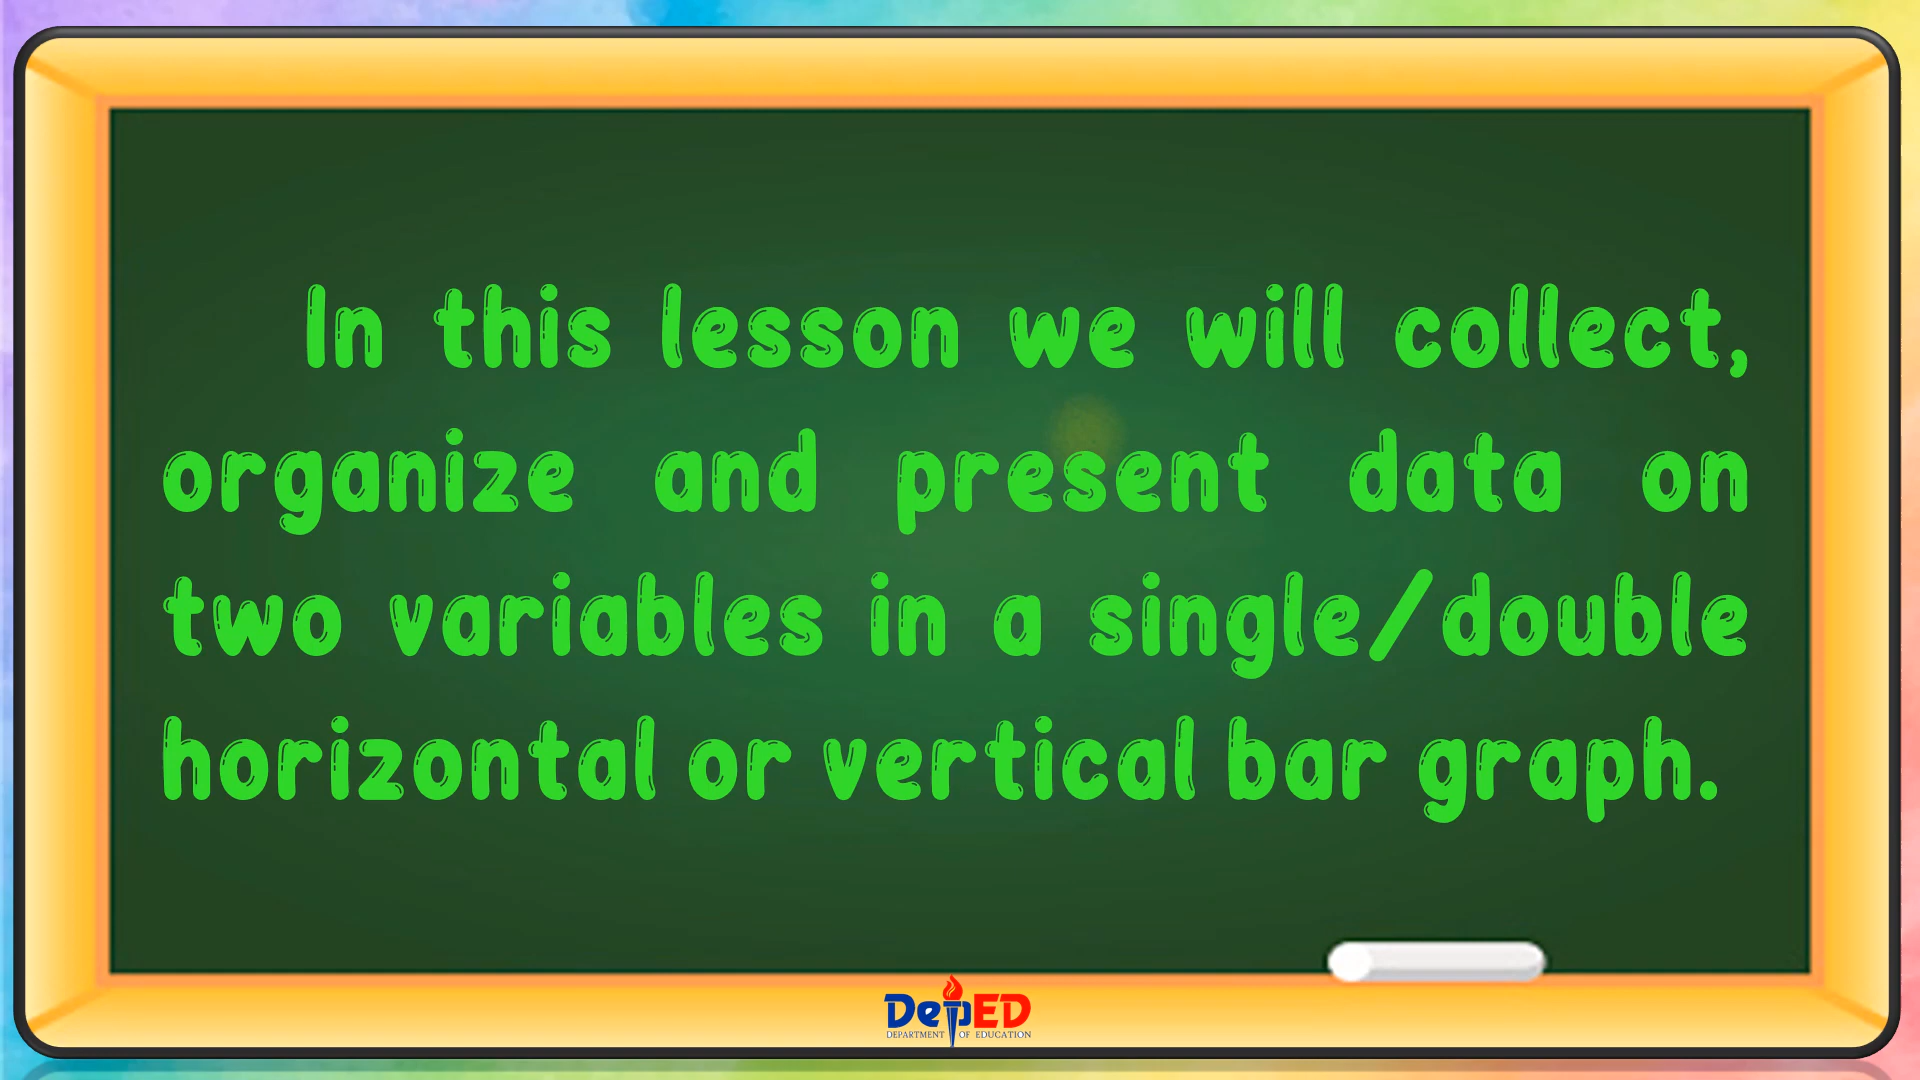 In this lesson we will collect,
organize and present data on
two variables in a single/double
horizontal or vertical bar graph.
DepED
DEPARTMENT OF EDUCATION